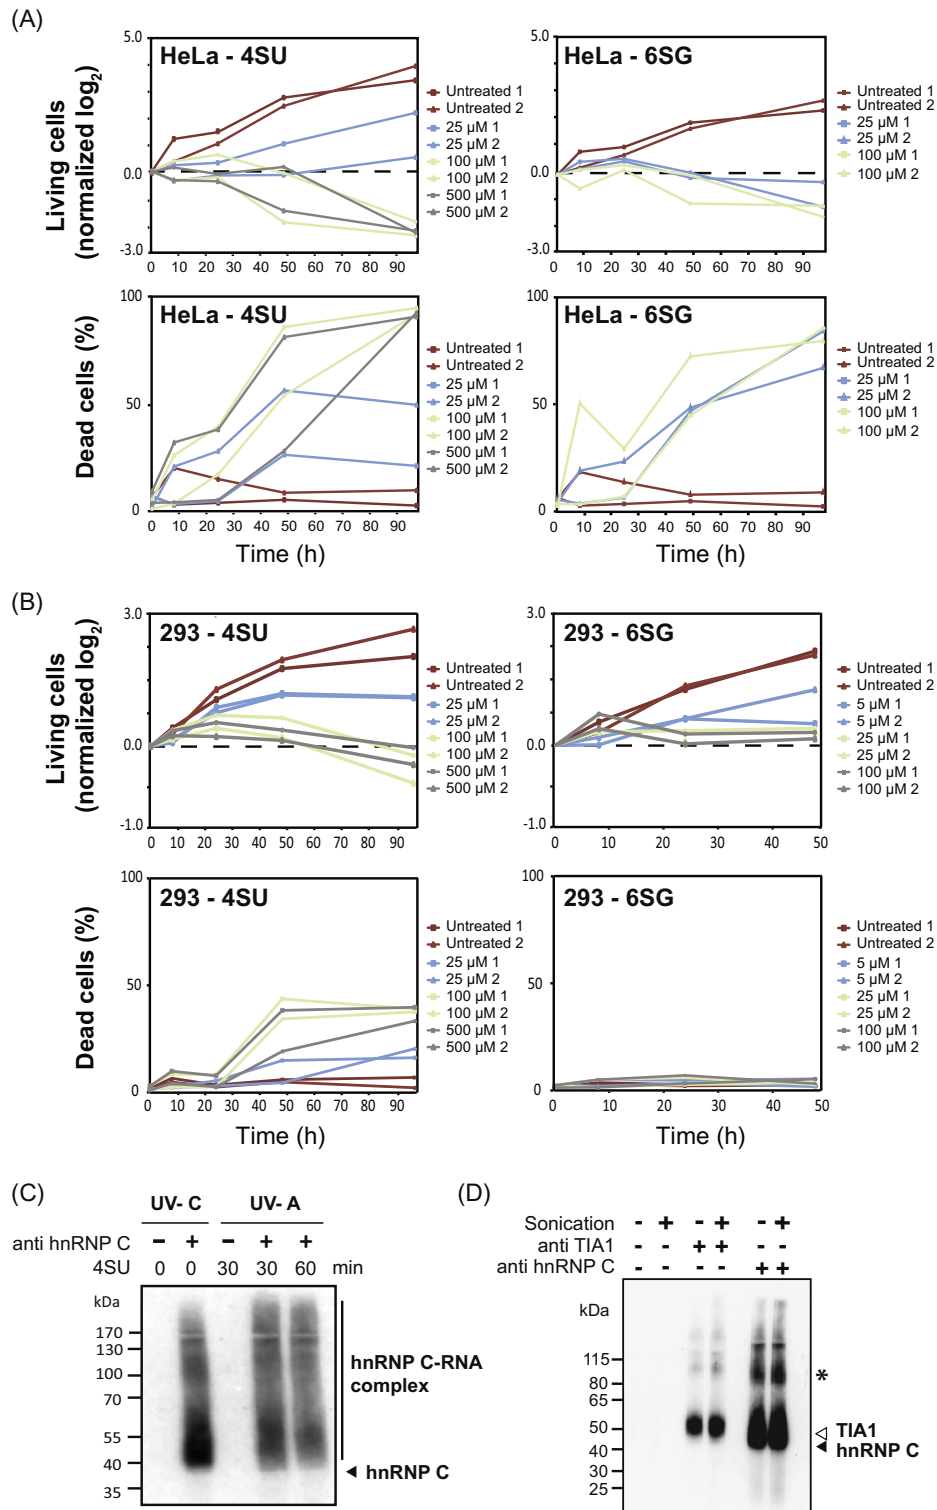 (A)
HeLa - 4SU
Living cells
(normalized log2)
5.0
0.0
-3.0
0 10 20 30 40 50 60 70 80 90
Untreated 1
Untreated 2
25 µM 1
25 µM 2
100 µM 1
100 µM 2
500 µM 1
500 µM 2
HeLa - 6SG
5.0
0.0
-3.0
0 10 20 30 40 50 60 70 80 90
Untreated 1
Untreated 2
25 µM 1
25 µM 2
100 µM 1
100 µM 2
HeLa - 4SU
Dead cells (%)
100
50
0
0 10 20 30 40 50 60 70 80 90
Time (h)
Untreated 1
Untreated 2
25 µM 1
25 µM 2
100 µM 1
100 µM 2
500 µM 1
500 µM 2
HeLa - 6SG
100
50
0
0 10 20 30 40 50 60 70 80 90
Time (h)
Untreated 1
Untreated 2
25 µM 1
25 µM 2
100 µM 1
100 µM 2
(B)
293 - 4SU
Living cells
(normalized log2)
3.0
0.0
-1.0
0 10 20 30 40 50 60 70 80 90
Untreated 1
Untreated 2
25 µM 1
25 µM 2
100 µM 1
100 µM 2
500 µM 1
500 µM 2
293 - 6SG
3.0
0.0
-1.0
0 10 20 30 40 50
Untreated 1
Untreated 2
5 µM 1
5 µM 2
25 µM 1
25 µM 2
100 µM 1
100 µM 2
293 - 4SU
Dead cells (%)
100
50
0
0 10 20 30 40 50 60 70 80 90
Time (h)
Untreated 1
Untreated 2
25 µM 1
25 µM 2
100 µM 1
100 µM 2
500 µM 1
500 µM 2
293 - 6SG
100
50
0
0 10 20 30 40 50
Time (h)
Untreated 1
Untreated 2
5 µM 1
5 µM 2
25 µM 1
25 µM 2
100 µM 1
100 µM 2
(C)
UV- C UV- A
anti hnRNP C - + - + +
4SU 0 0 30 30 60 min
kDa
170
130
100
70
55
40
35
hnRNP C-RNA
complex
hnRNP C
(D)
Sonication - + - + - +
anti TIA1 - - + + - -
anti hnRNP C - - + +
kDa
115
80
65
50
40
30
25
*
TIA1
hnRNP C